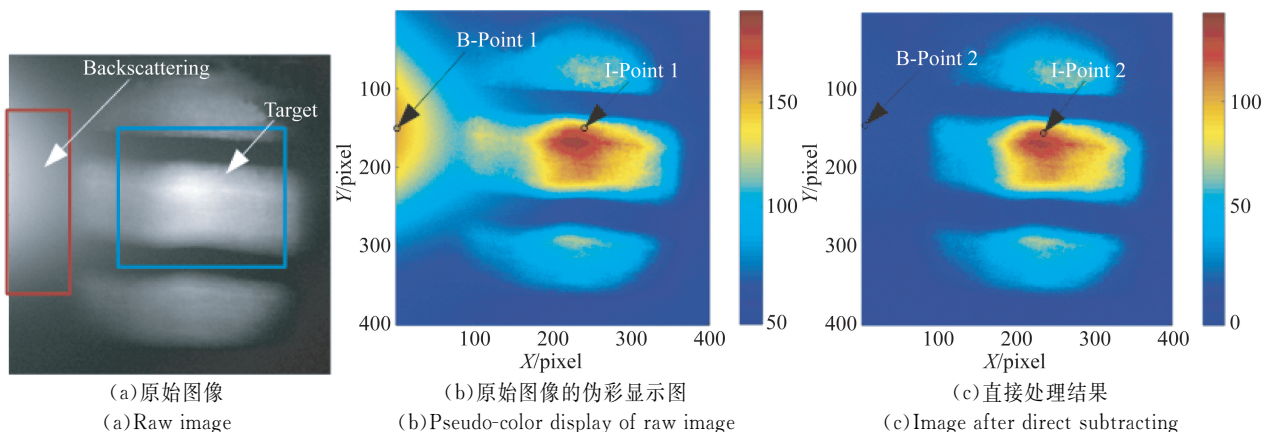 Backscattering
Target
(a)原始图像
(a)Raw image
B-Point 1
I-Point 1
100
200
300
400
Y/pixel
100
200
300
400
X/pixel
150
100
50
(b)原始图像的伪彩显示图
(b)Pseudo-color display of raw image
B-Point 2
I-Point 2
100
200
300
400
Y/pixel
100
200
300
400
X/pixel
100
50
0
(c)直接处理结果
(c)Image after direct subtracting